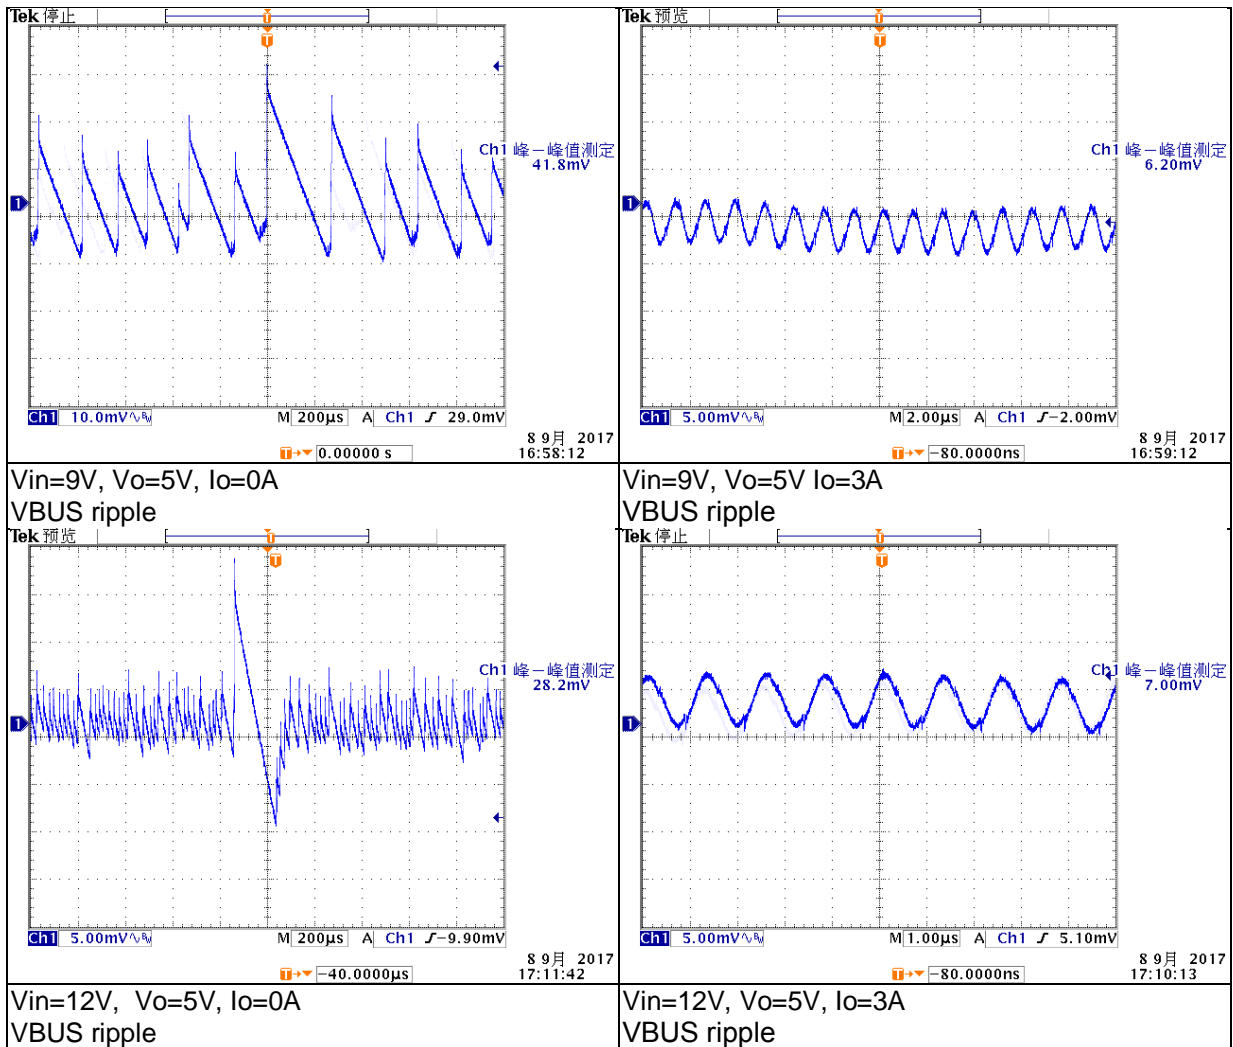 Tek 停止
T
T
Ch1 峰－峰值测定
41.8mV
1
Ch1 10.0mV∿ M 200μs A Ch1 29.0mV
8 9月 2017
16:58:12
T 0.00000 s
Vin=9V, Vo=5V, Io=0A
VBUS ripple
Tek 预览
T
T
Ch1 峰－峰值测定
6.20mV
1
Ch1 5.00mV∿ M 2.00μs A Ch1 -2.00mV
8 9月 2017
16:59:12
T -80.0000ns
Vin=9V, Vo=5V Io=3A
VBUS ripple
Tek 预览
T
T
Ch1 峰－峰值测定
28.2mV
1
Ch1 5.00mV∿ M 200μs A Ch1 -9.90mV
8 9月 2017
17:11:42
T -40.0000μs
Vin=12V, Vo=5V, Io=0A
VBUS ripple
Tek 停止
T
T
Ch1 峰－峰值测定
7.00mV
1
Ch1 5.00mV∿ M 1.00μs A Ch1 5.10mV
8 9月 2017
17:10:13
T -80.0000ns
Vin=12V, Vo=5V, Io=3A
VBUS ripple